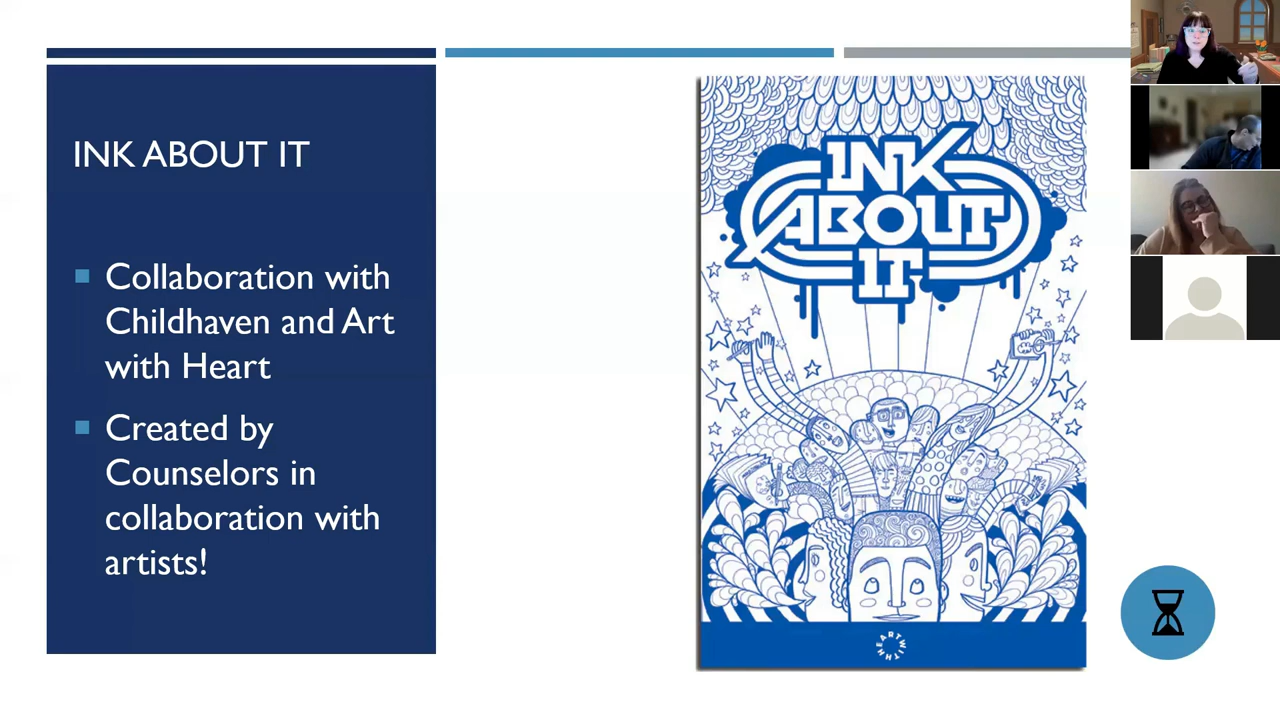 INK ABOUT IT
Collaboration with
Childhaven and Art
with Heart
Created by
Counselors in
collaboration with
artists!
INK
ABOUT
IT
ARTWITHHEART